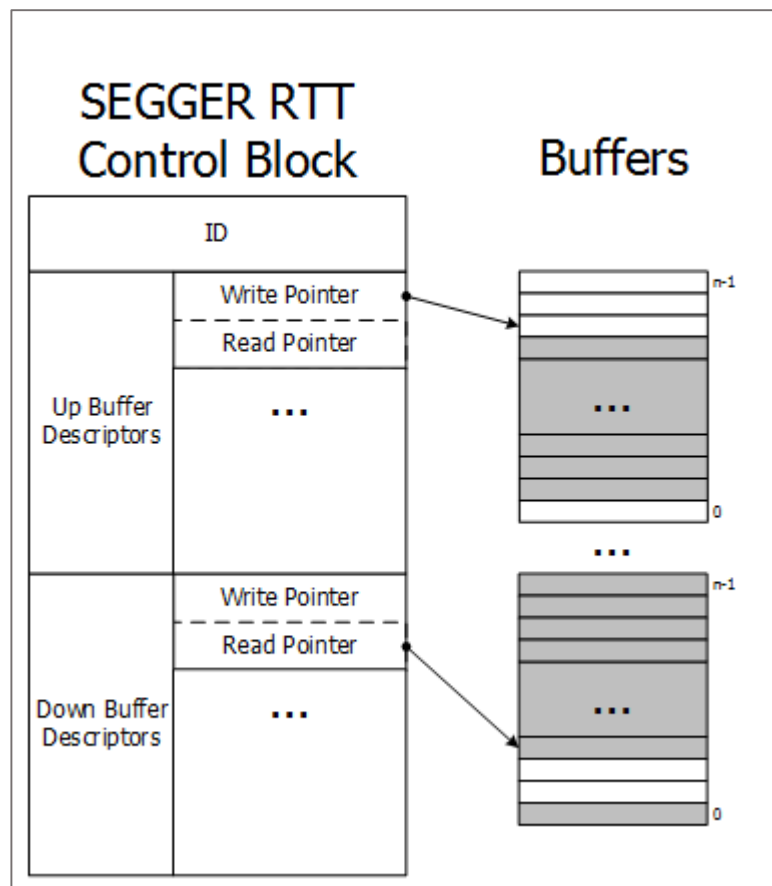 SEGGER RTT
Control Block
Buffers
ID
Write Pointer
Read Pointer
...
Up Buffer
Descriptors
n-1
...
0
...
Write Pointer
Read Pointer
...
Down Buffer
Descriptors
n-1
...
0